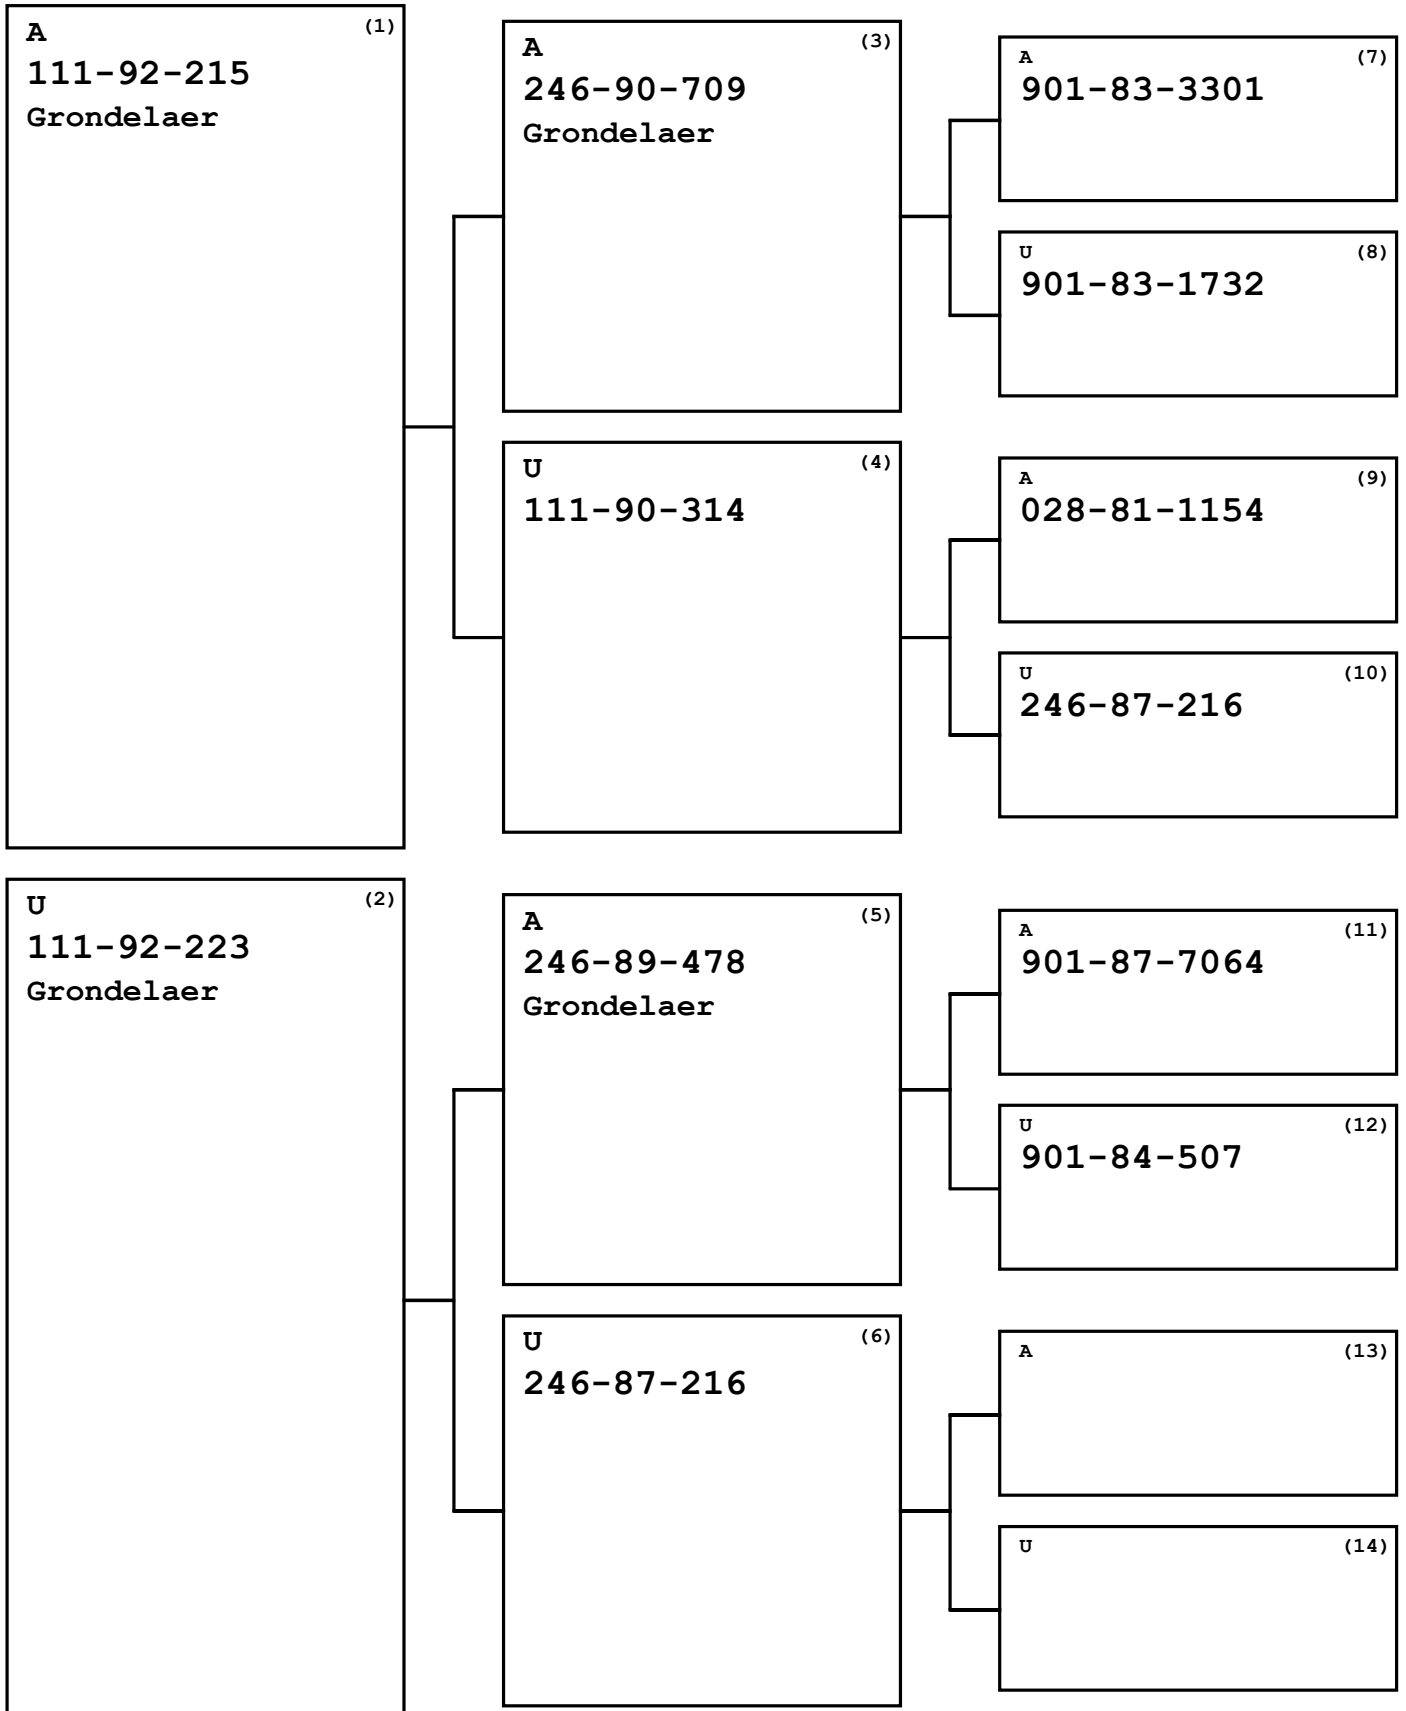 A (1)
111-92-215
Grondelaer
A (3)
246-90-709
Grondelaer
A (7)
901-83-3301
U (8)
901-83-1732
U (4)
111-90-314
A (9)
028-81-1154
U (10)
246-87-216
U (2)
111-92-223
Grondelaer
A (5)
246-89-478
Grondelaer
A (11)
901-87-7064
U (12)
901-84-507
U (6)
246-87-216
A (13)
U (14)